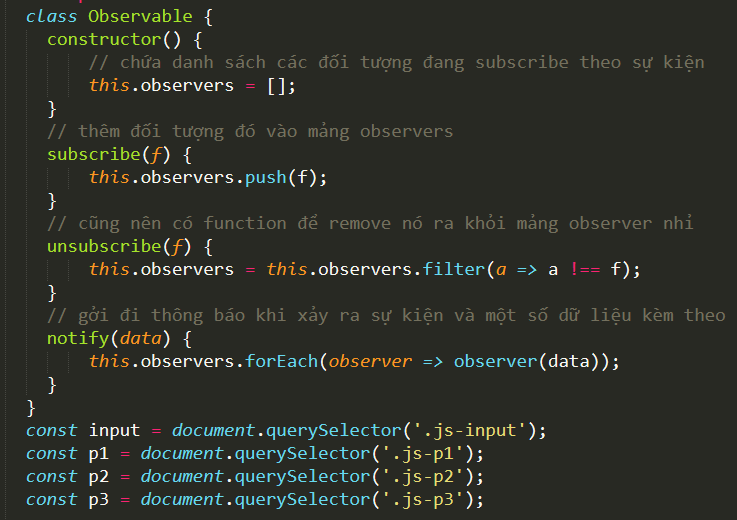 class Observable {
  constructor() {
      // chứa danh sách các đối tượng đang subscribe theo sự kiện
      this.observers = [];
  }
  // thêm đối tượng đó vào mảng observers
  subscribe(f) {
      this.observers.push(f);
  }
  // cũng nên có function để remove nó ra khỏi mảng observer nhỉ
  unsubscribe(f) {
      this.observers = this.observers.filter(a => a !== f);
  }
  // gởi đi thông báo khi xảy ra sự kiện và một số dữ liệu kèm theo
  notify(data) {
      this.observers.forEach(observer => observer(data));
  }
}
const input = document.querySelector('.js-input');
const p1 = document.querySelector('.js-p1');
const p2 = document.querySelector('.js-p2');
const p3 = document.querySelector('.js-p3');